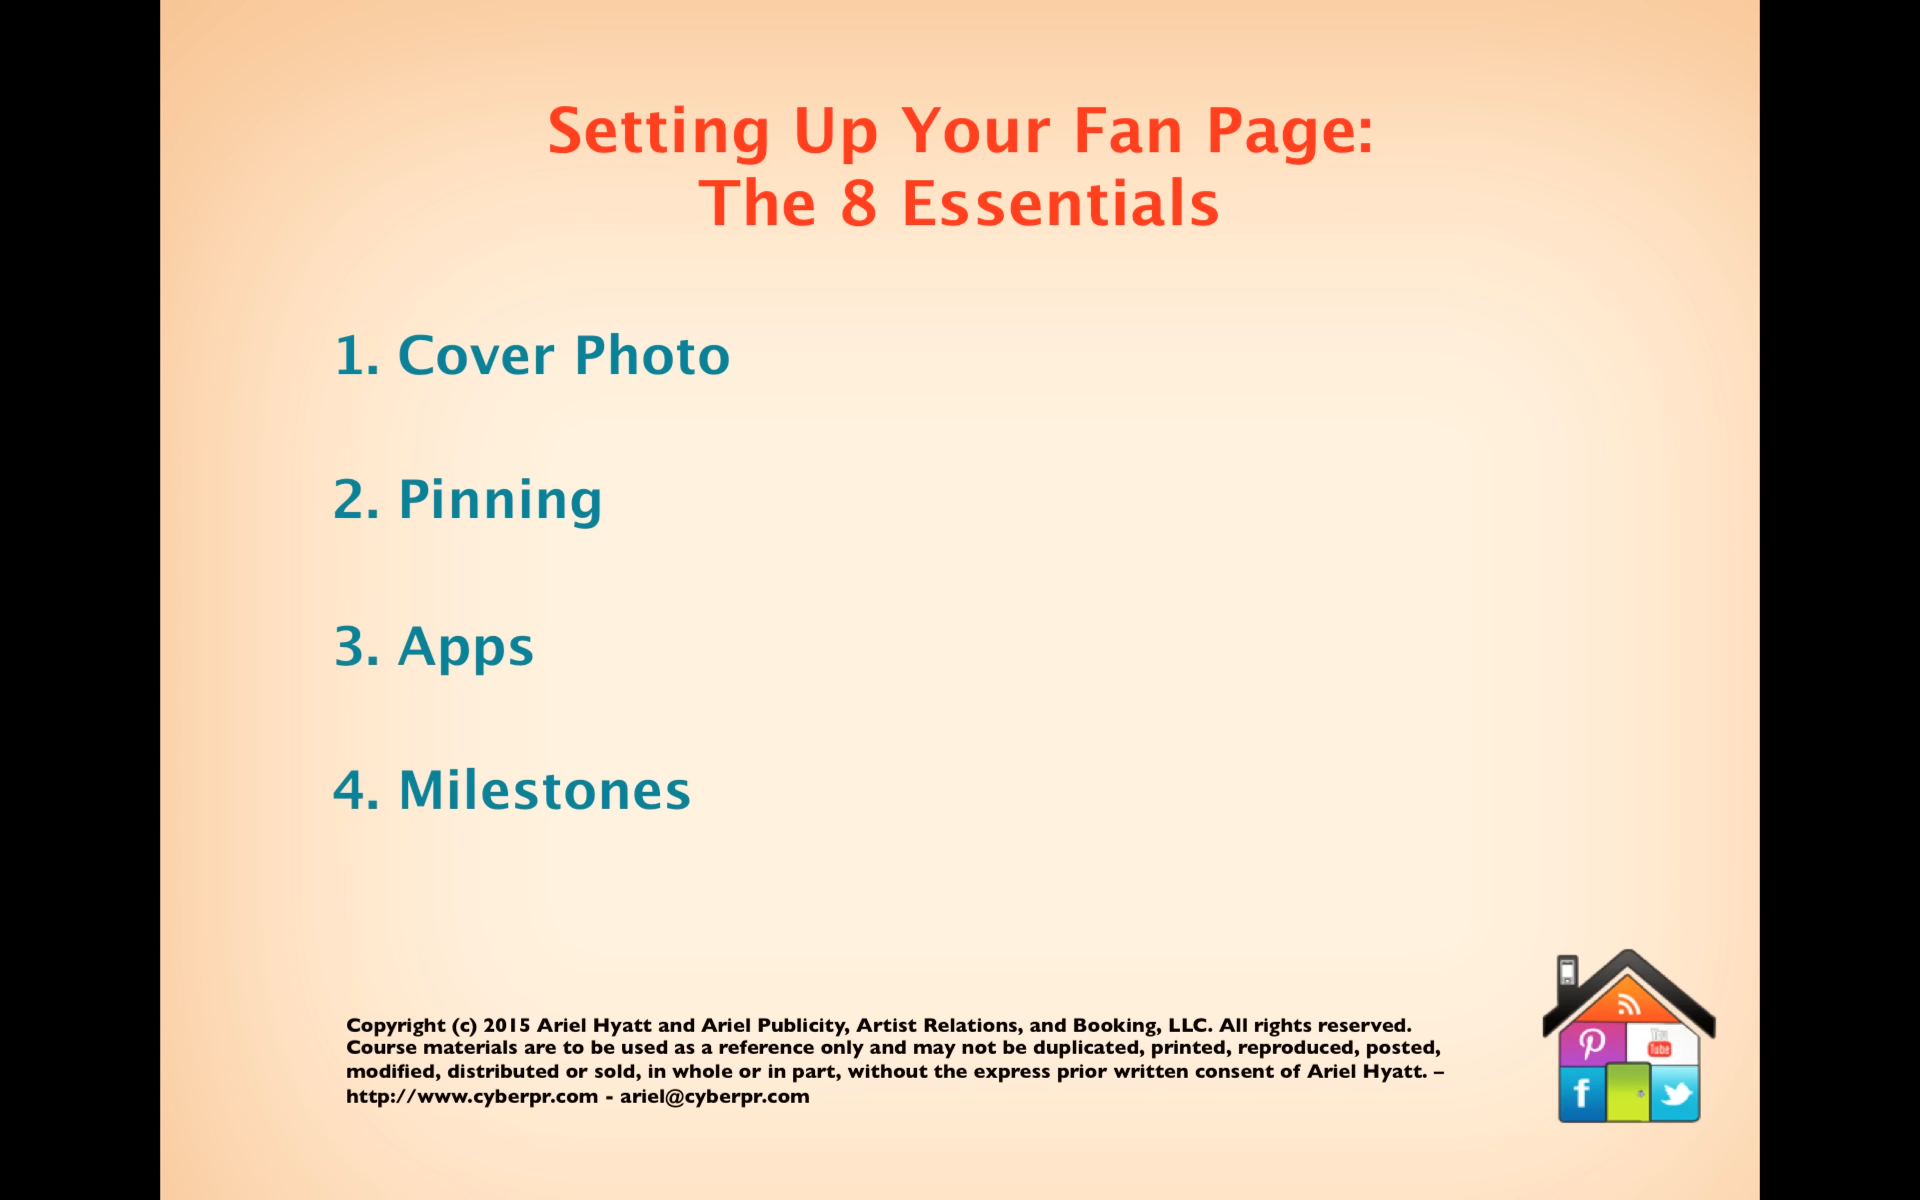 Setting Up Your Fan Page:
The 8 Essentials
1. Cover Photo
2. Pinning
3. Apps
4. Milestones
Copyright (c) 2015 Ariel Hyatt and Ariel Publicity, Artist Relations, and Booking, LLC. All rights reserved.
Course materials are to be used as a reference only and may not be duplicated, printed, reproduced, posted,
modified, distributed or sold, in whole or in part, without the express prior written consent of Ariel Hyatt. –
http://www.cyberpr.com - ariel@cyberpr.com
You
Tube